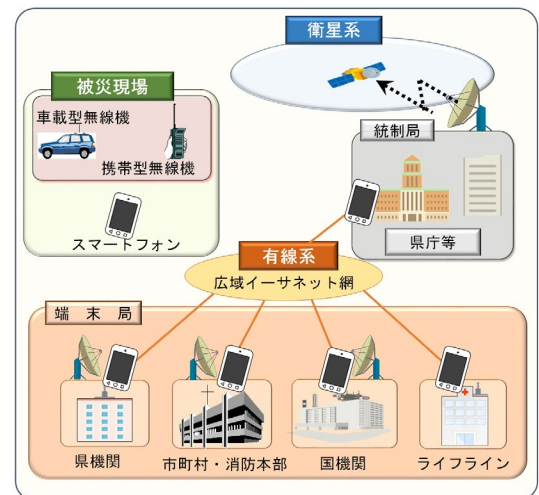 衛星系
被災現場
車載型無線機
携帯型無線機
スマートフォン
統制局
県庁等
有線系
広域イーサネット網
端 末 局
県機関
市町村・消防本部
国機関
ライフライン